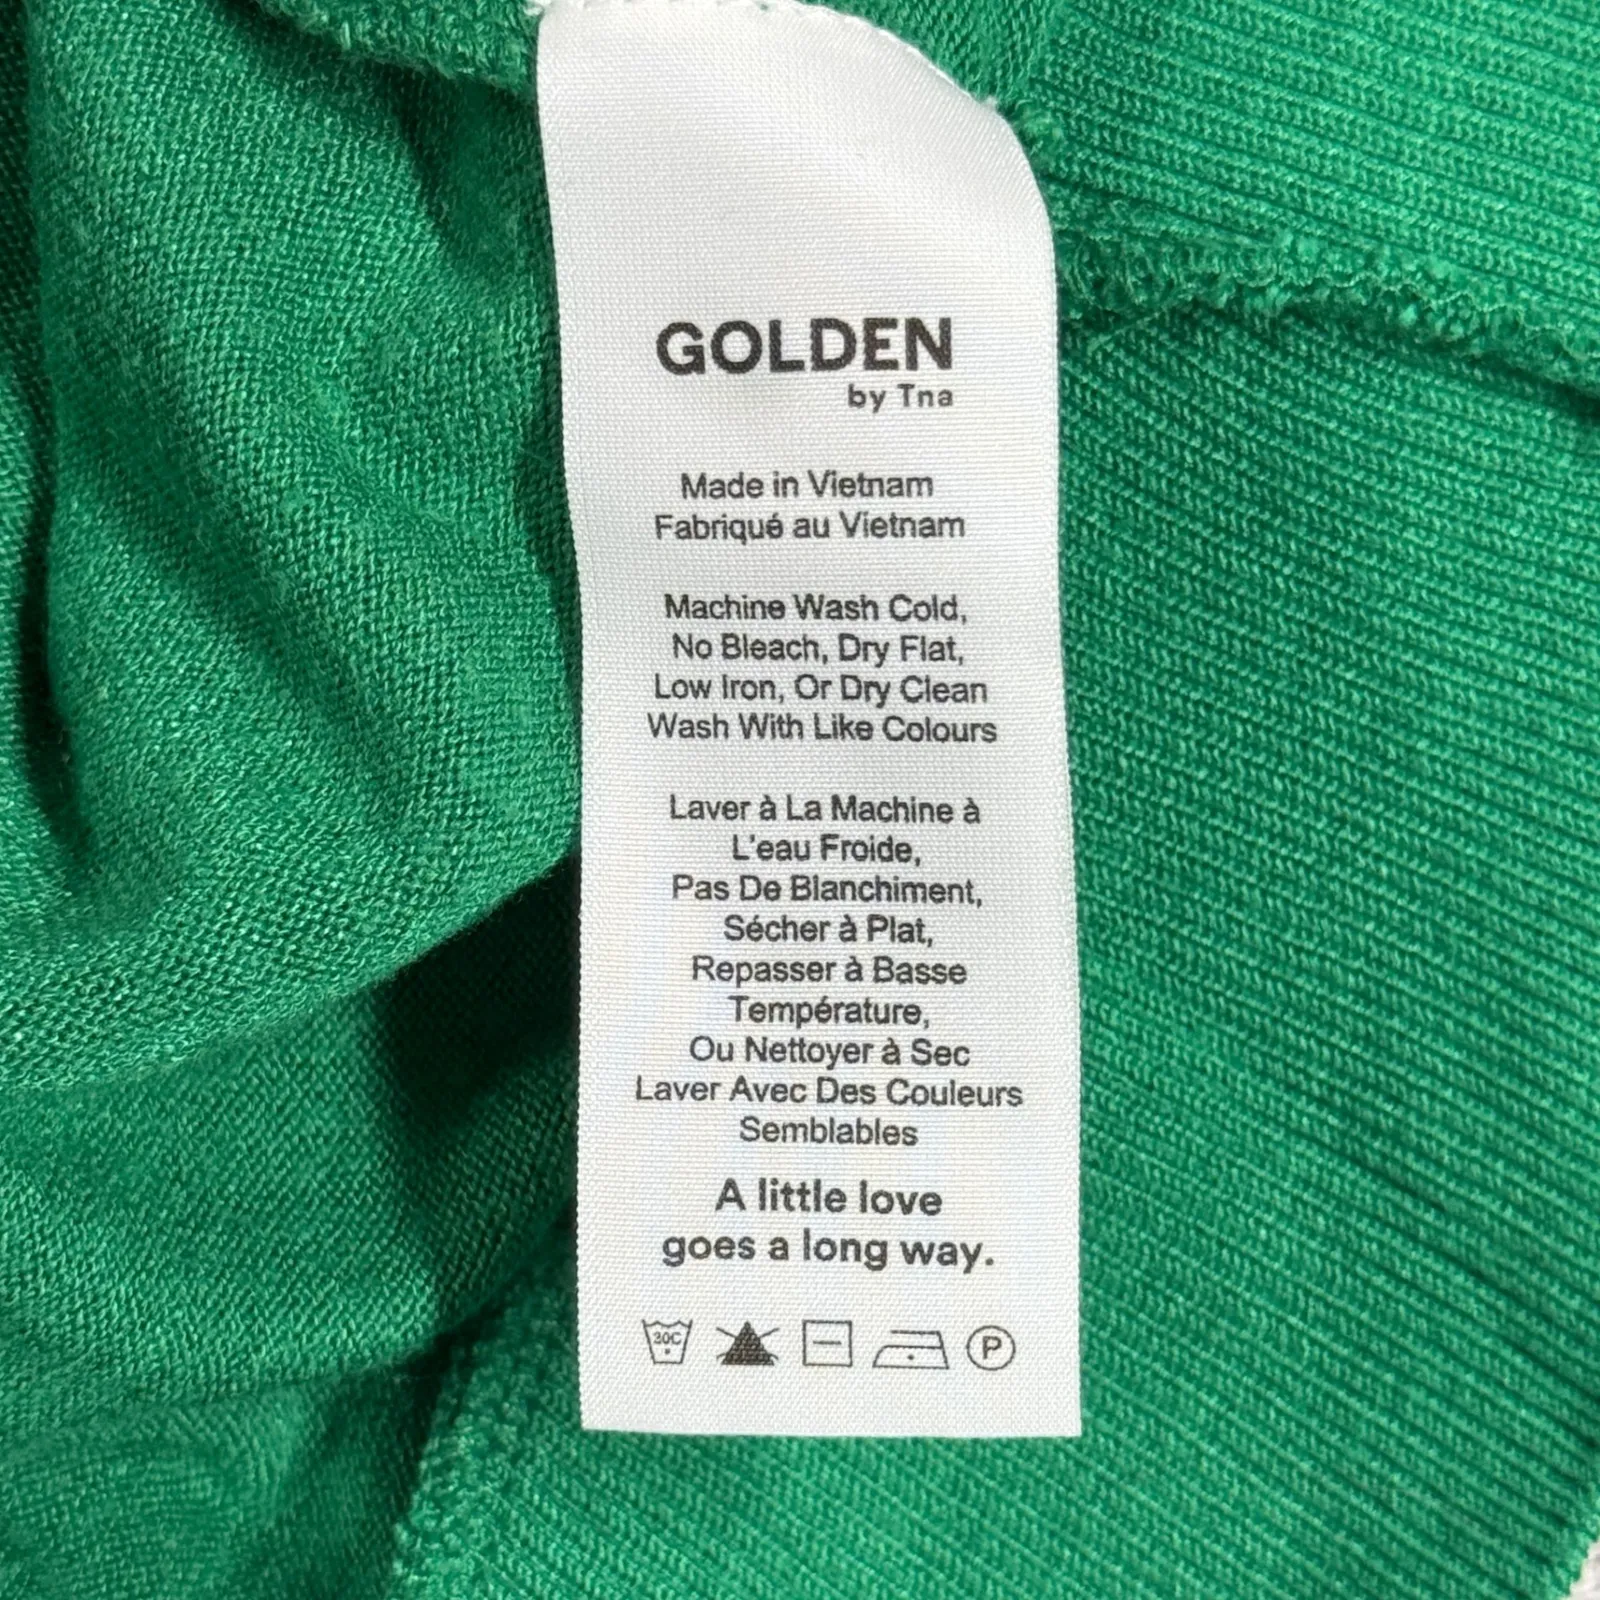 GOLDEN
by Tna
Made in Vietnam
Fabriqué au Vietnam
Machine Wash Cold,
No Bleach, Dry Flat,
Low Iron, Or Dry Clean
Wash With Like Colours
Laver à La Machine à
L'eau Froide,
Pas De Blanchiment,
Sécher à Plat,
Repasser à Basse
Température,
Ou Nettoyer à Sec
Laver Avec Des Couleurs
Semblables
A little love
goes a long way.
30C P